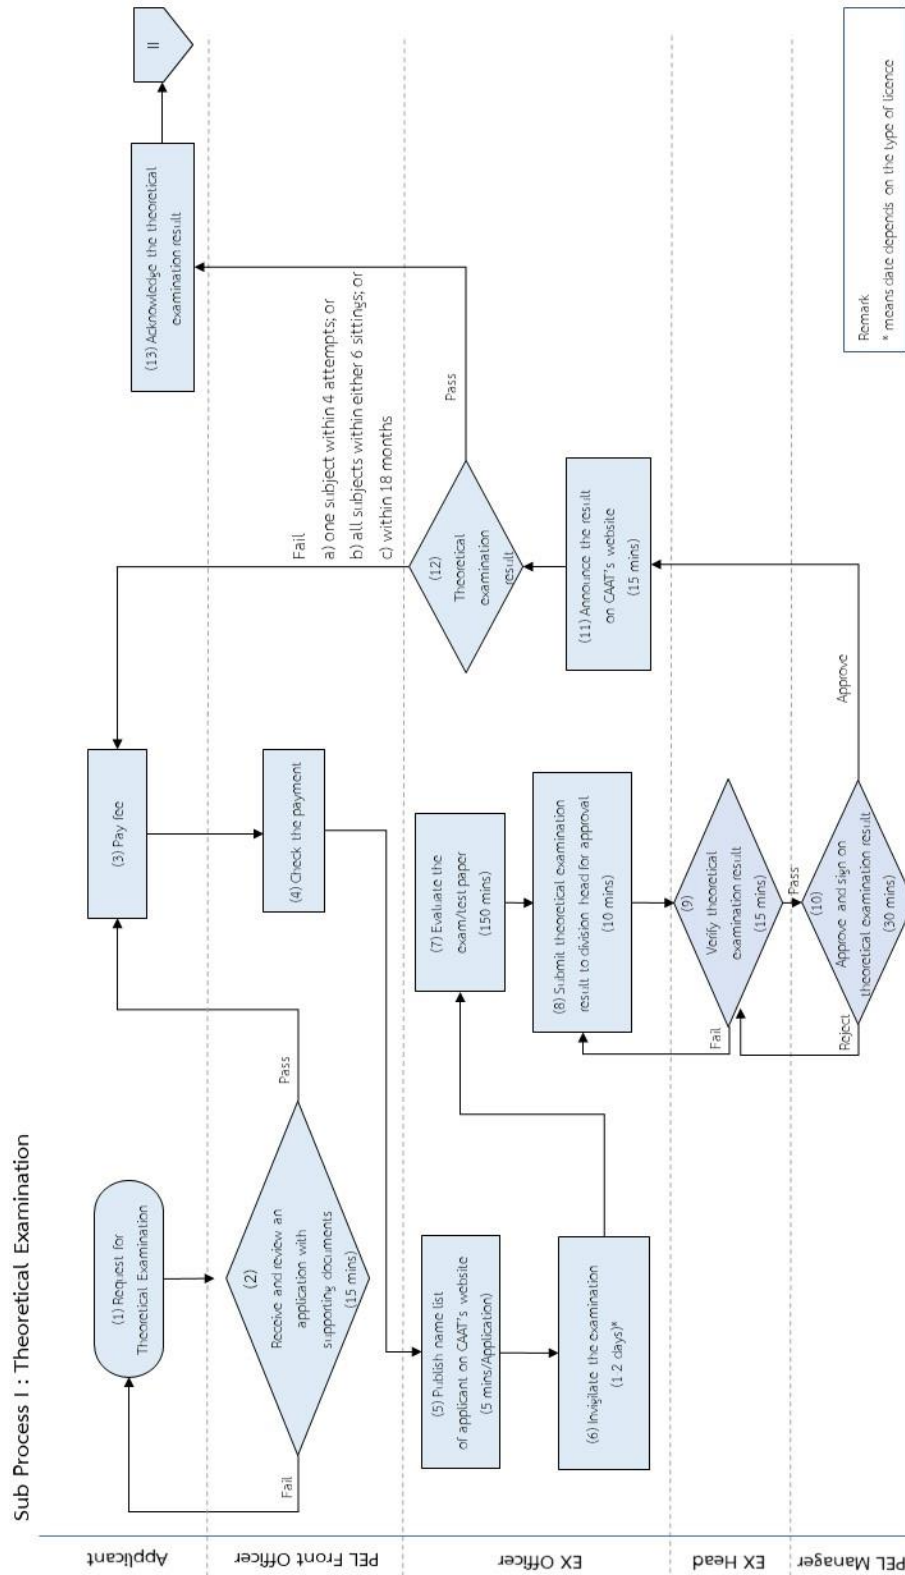 Sub Process I : Theoretical Examination
Applicant
PEL Front Officer
EX Officer
EX Head
PEL Manager
(1) Request for
Theoretical Examination
(2)
Receive and review an
application with
supporting documents
(15 mins)
Fail
Pass
(3) Pay fee
(4) Check the payment
(5) Publish name list
of applicant on CAAT's website
(5 mins/Application)
(6) Invigilate the examination
(1-2 days)*
(7) Evaluate the
exam/test paper
(150 mins)
(8) Submit theoretical examination
result to division head for approval
(10 mins)
(9)
Verify theoretical
examination result
(15 mins)
Fail
Pass
(10)
Approve and sign on
theoretical examination result
(30 mins)
Reject
Approve
(11) Announce the result
on CAAT's website
(15 mins)
(12)
Theoretical
examination
result
Fail
a) one subject within 4 attempts; or
b) all subjects within either 6 sittings; or
c) within 18 months
Pass
(13) Acknowledge the theoretical
examination result
II
Remark
* means date depends on the type of licence